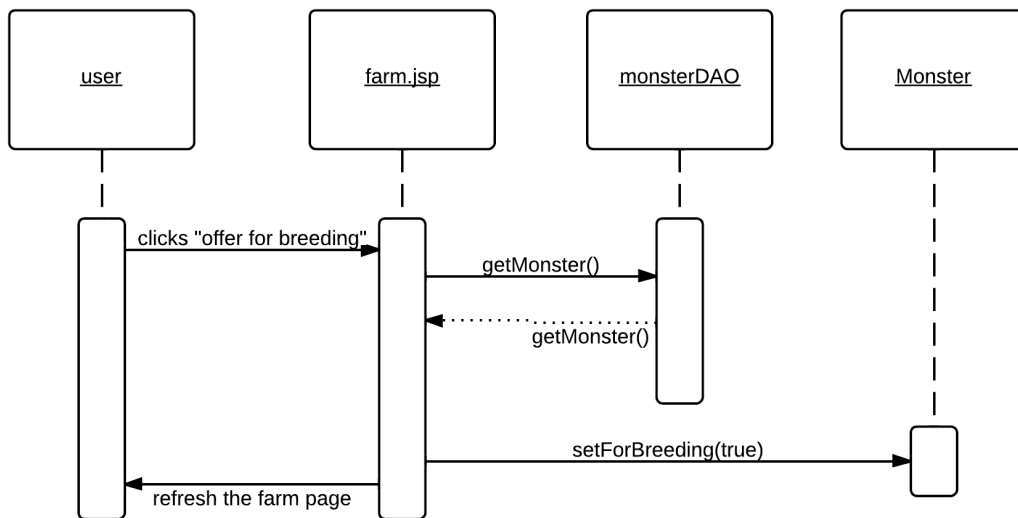 user
farm.jsp
monsterDAO
Monster
clicks "offer for breeding"
getMonster()
getMonster()
setForBreeding(true)
refresh the farm page